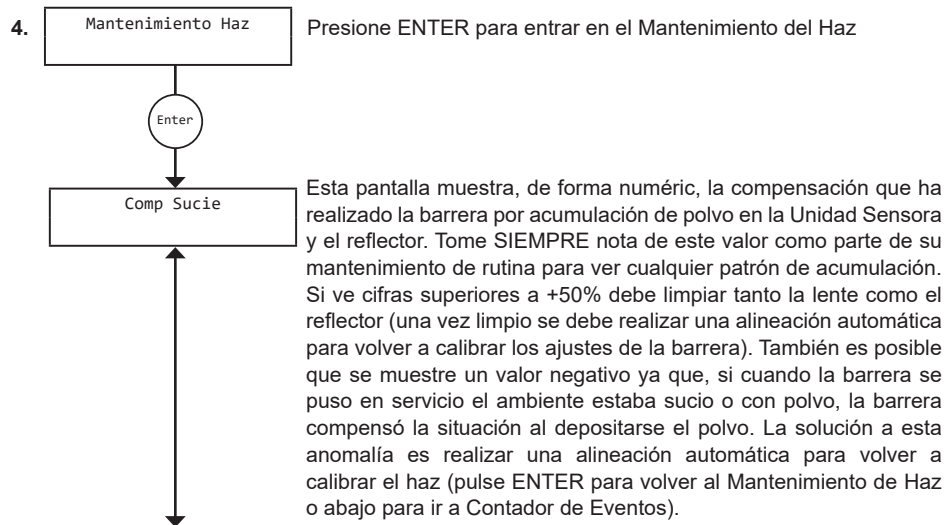 4. Mantenimiento Haz Presione ENTER para entrar en el Mantenimiento del Haz
Enter
Comp Sucie
Esta pantalla muestra, de forma numéric, la compensación que ha
realizado la barrera por acumulación de polvo en la Unidad Sensora
y el reflector. Tome SIEMPRE nota de este valor como parte de su
mantenimiento de rutina para ver cualquier patrón de acumulación.
Si ve cifras superiores a +50% debe limpiar tanto la lente como el
reflector (una vez limpio se debe realizar una alineación automática
para volver a calibrar los ajustes de la barrera). También es posible
que se muestre un valor negativo ya que, si cuando la barrera se
puso en servicio el ambiente estaba sucio o con polvo, la barrera
compensó la situación al depositarse el polvo. La solución a esta
anomalía es realizar una alineación automática para volver a
calibrar el haz (pulse ENTER para volver al Mantenimiento de Haz
o abajo para ir a Contador de Eventos).